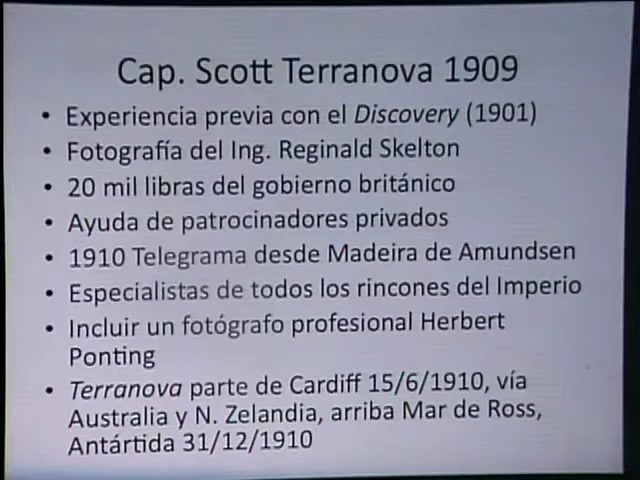 Cap. Scott Terranova 1909
• Experiencia previa con el Discovery (1901)
• Fotografía del Ing. Reginald Skelton
• 20 mil libras del gobierno británico
• Ayuda de patrocinadores privados
• 1910 Telegrama desde Madeira de Amundsen
• Especialistas de todos los rincones del Imperio
• Incluir un fotógrafo profesional Herbert
Ponting
• Terranova parte de Cardiff 15/6/1910, vía
Australia y N. Zelandia, arriba Mar de Ross,
Antártida 31/12/1910